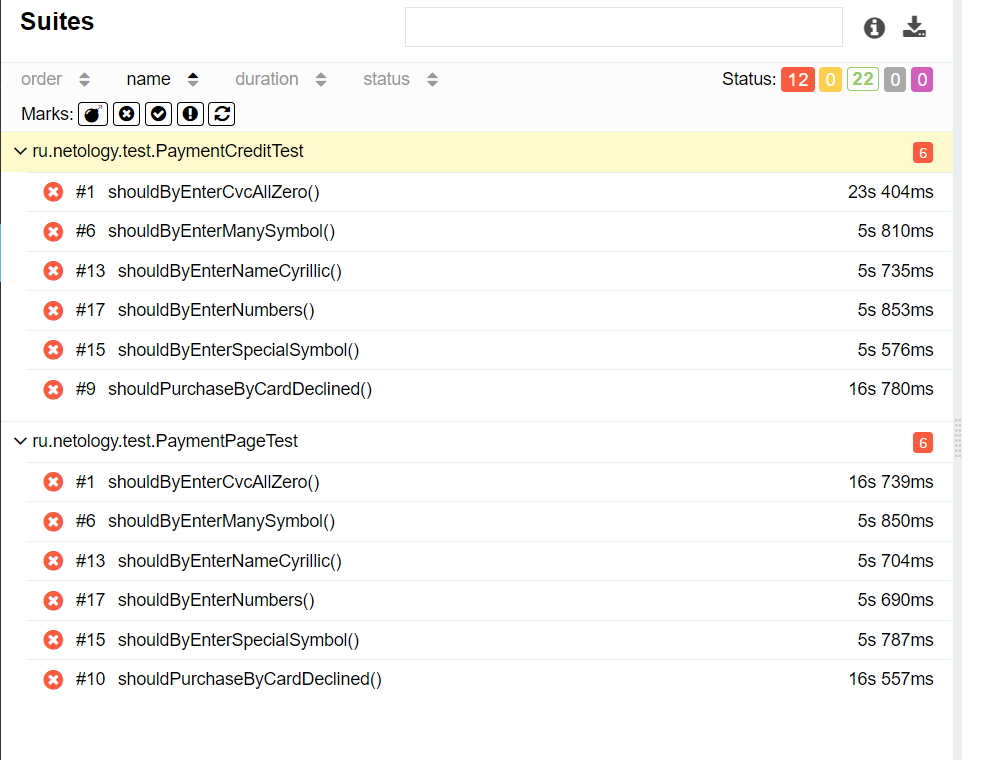 Suites
order name duration status Status: 12 0 22 0 0
Marks:
ru.netology.test.PaymentCreditTest 6
#1 shouldByEnterCvcAllZero() 23s 404ms
#6 shouldByEnterManySymbol() 5s 810ms
#13 shouldByEnterNameCyrillic() 5s 735ms
#17 shouldByEnterNumbers() 5s 853ms
#15 shouldByEnterSpecialSymbol() 5s 576ms
#9 shouldPurchaseByCardDeclined() 16s 780ms
ru.netology.test.PaymentPageTest 6
#1 shouldByEnterCvcAllZero() 16s 739ms
#6 shouldByEnterManySymbol() 5s 850ms
#13 shouldByEnterNameCyrillic() 5s 704ms
#17 shouldByEnterNumbers() 5s 690ms
#15 shouldByEnterSpecialSymbol() 5s 787ms
#10 shouldPurchaseByCardDeclined() 16s 557ms